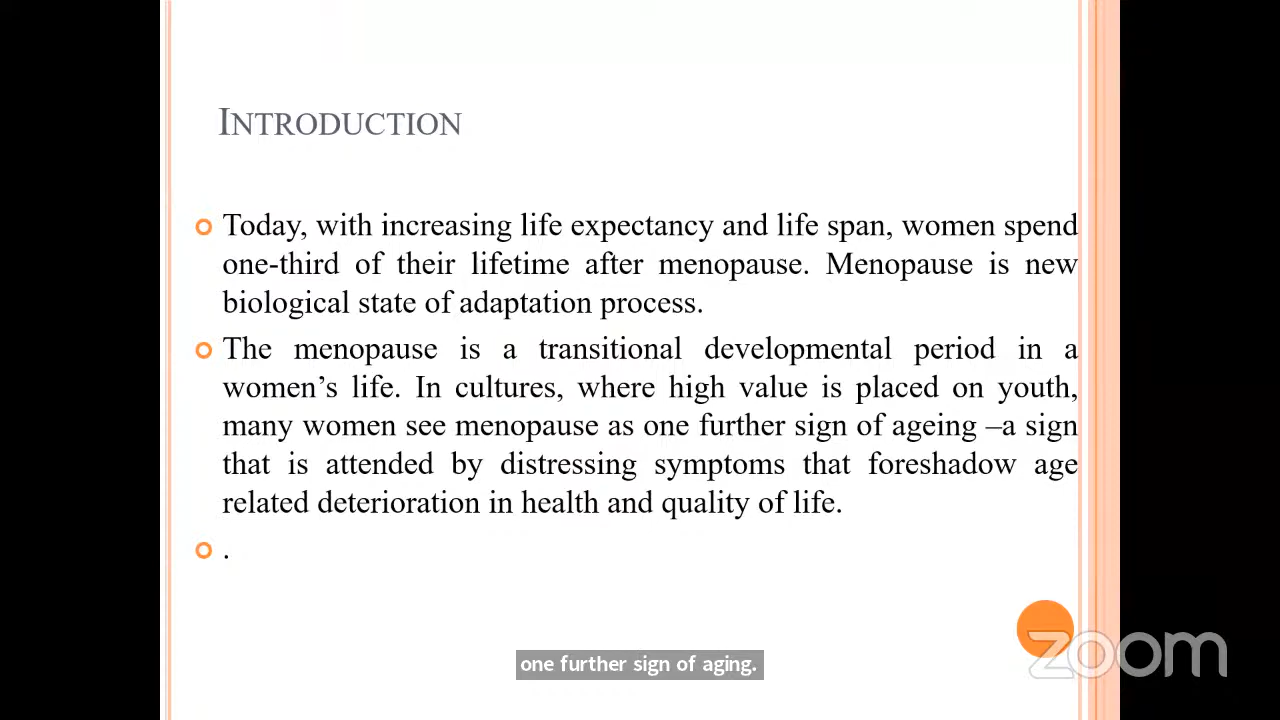 INTRODUCTION
Today, with increasing life expectancy and life span, women spend
one-third of their lifetime after menopause. Menopause is new
biological state of adaptation process.
The menopause is a transitional developmental period in a
women’s life. In cultures, where high value is placed on youth,
many women see menopause as one further sign of ageing –a sign
that is attended by distressing symptoms that foreshadow age
related deterioration in health and quality of life.
.
one further sign of aging.
zoom